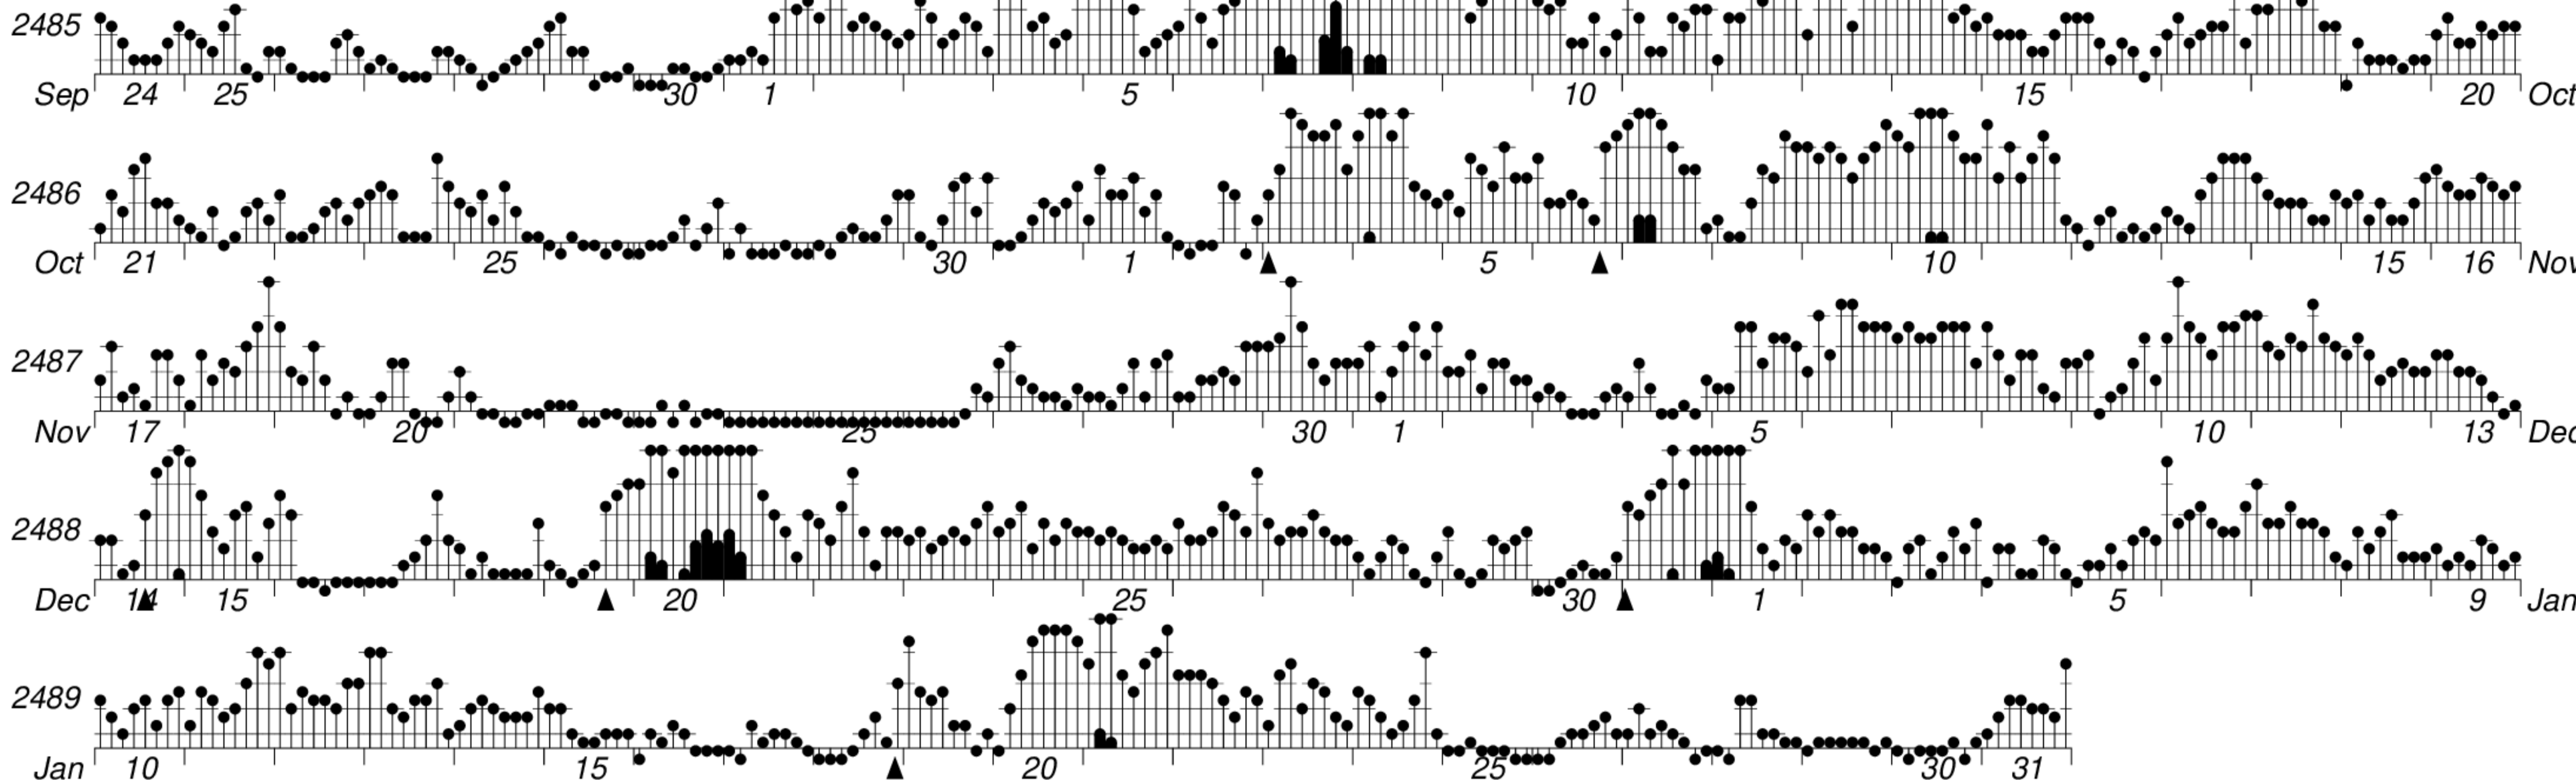 2485
Sep 24 25 30 1 5 10 15 20 Oct
2486
Oct 21 25 30 1 5 10 15 16 Nov
2487
Nov 17 20 25 30 1 5 10 13 Dec
2488
Dec 14 15 20 25 30 1 5 9 Jan
2489
Jan 10 15 20 25 30 31